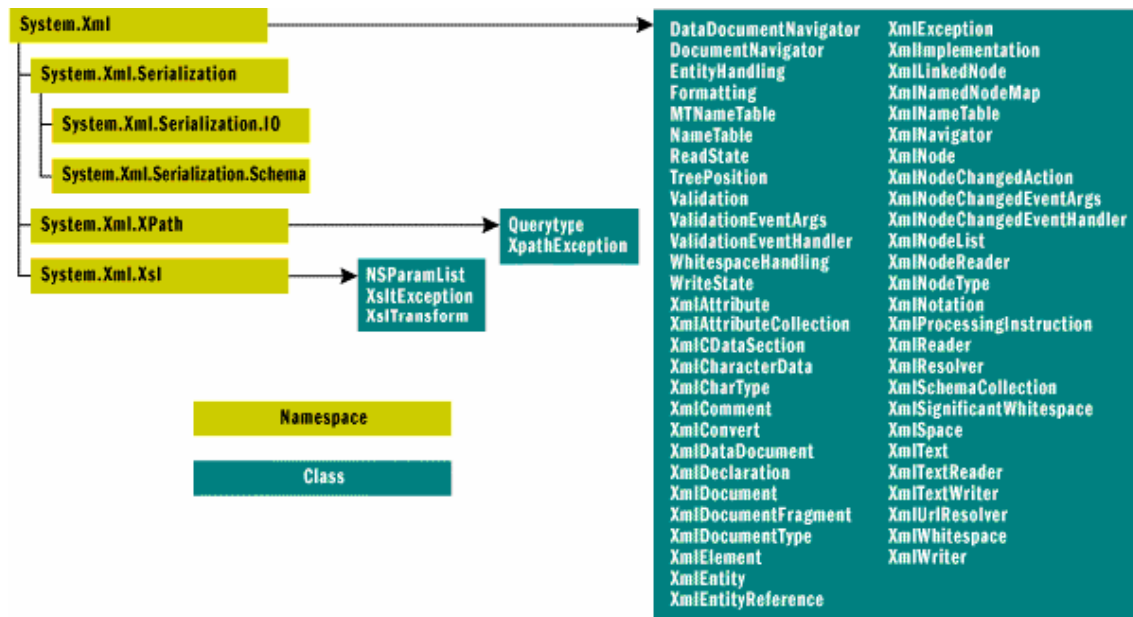 System.Xml
System.Xml.Serialization
System.Xml.Serialization.IO
System.Xml.Serialization.Schema
System.Xml.XPath
System.Xml.Xsl
Querytype
XpathException
NSParamList
XsltException
XslTransform
Namespace
Class
DataDocumentNavigator
DocumentNavigator
EntityHandling
Formatting
MTNameTable
NameTable
ReadState
TreePosition
Validation
ValidationEventArgs
ValidationEventHandler
WhitespaceHandling
WriteState
XmlAttribute
XmlAttributeCollection
XmlCDataSection
XmlCharacterData
XmlCharType
XmlComment
XmlConvert
XmlDataDocument
XmlDeclaration
XmlDocument
XmlDocumentFragment
XmlDocumentType
XmlElement
XmlEntity
XmlEntityReference
XmlException
XmlImplementation
XmlLinkedNode
XmlNamedNodeMap
XmlNameTable
XmlNavigator
XmlNode
XmlNodeChangedAction
XmlNodeChangedEventArgs
XmlNodeChangedEventHandler
XmlNodeList
XmlNodeReader
XmlNodeType
XmlNotation
XmlProcessingInstruction
XmlReader
XmlResolver
XmlSchemaCollection
XmlSignificantWhitespace
XmlSpace
XmlText
XmlTextReader
XmlTextWriter
XmlUrlResolver
XmlWhitespace
XmlWriter